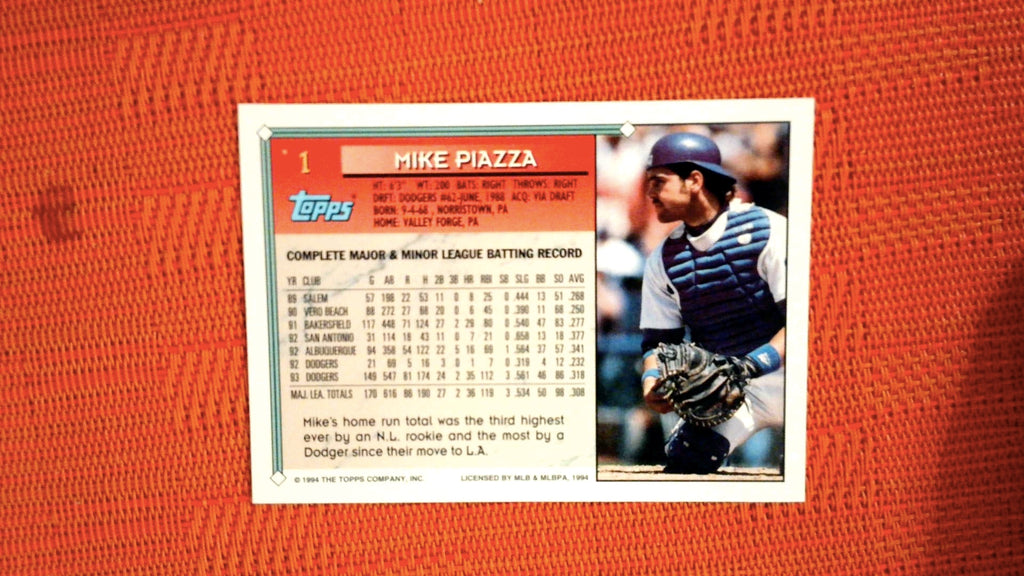 1
MIKE PIAZZA
topps
HT: 6'3" WT: 200 BATS: RIGHT THROWS: RIGHT
DRFT: DODGERS #62-JUNE, 1988 ACQ: VIA DRAFT
BORN: 9-4-68, NORRISTOWN, PA
HOME: VALLEY FORGE, PA
COMPLETE MAJOR & MINOR LEAGUE BATTING RECORD
YR CLUB G AB R H 2B 3B HR RBI SB SLG BB SO AVG
89 SALEM 57 198 22 53 11 0 8 25 0 .444 13 51 .268
90 VERO BEACH 88 272 27 68 20 0 6 45 0 .390 11 68 .250
91 BAKERSFIELD 117 448 71 124 27 2 29 80 0 .540 47 83 .277
92 SAN ANTONIO 31 114 18 43 11 0 7 21 0 .658 13 18 .377
92 ALBUQUERQUE 94 358 54 122 22 5 16 69 1 .564 37 57 .341
92 DODGERS 21 69 5 16 3 0 1 7 0 .319 4 12 .232
93 DODGERS 149 547 81 174 24 2 35 112 3 .561 46 86 .318
MAJ. LEA. TOTALS 170 616 86 190 27 2 36 119 3 .534 50 98 .308
Mike's home run total was the third highest
ever by an N.L. rookie and the most by a
Dodger since their move to L.A.
© 1994 THE TOPPS COMPANY, INC. LICENSED BY MLB & MLBPA, 1994